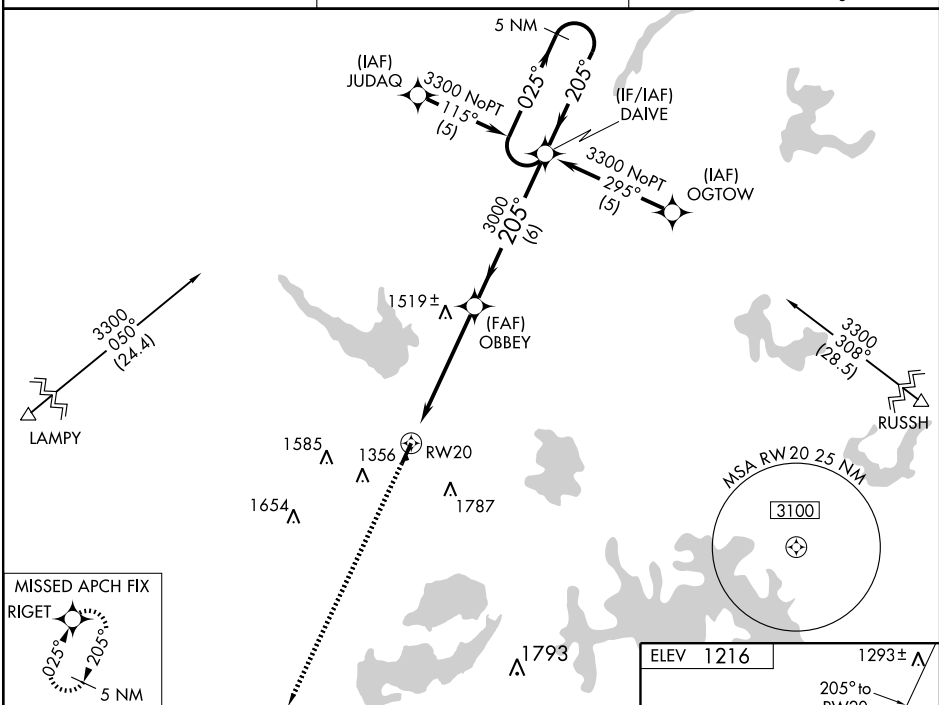 5 NM
025°
205°
(IAF)
JUDAQ
3300 NoPT
115°
(5)
(IF/IAF)
DAIVE
3300 NoPT
295°
(5)
(IAF)
OGTOW
3000
205°
(6)
1519±
(FAF)
OBBEY
3300
050°
(24.4)
LAMPY
3300
308°
(28.5)
RUSSH
1585
1356
RW20
1654
1787
MSA RW20 25 NM
3100
MISSED APCH FIX
RIGET
025°
205°
5 NM
1793
ELEV 1216
1293±
205° to
RW20